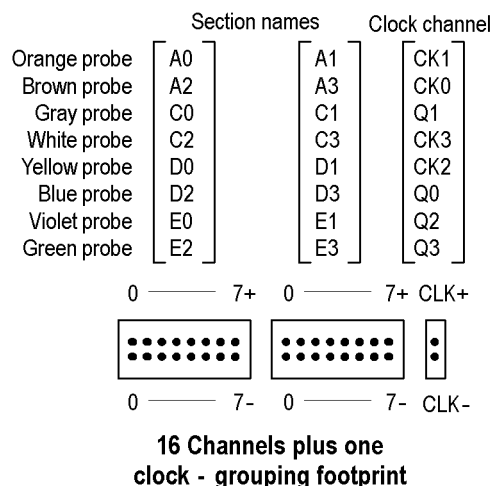 Section names Clock channel
Orange probe A0 A1 CK1
Brown probe A2 A3 CK0
Gray probe C0 C1 Q1
White probe C2 C3 CK3
Yellow probe D0 D1 CK2
Blue probe D2 D3 Q0
Violet probe E0 E1 Q2
Green probe E2 E3 Q3
0 7+ 0 7+ CLK+
0 7- 0 7- CLK-
16 Channels plus one
clock - grouping footprint